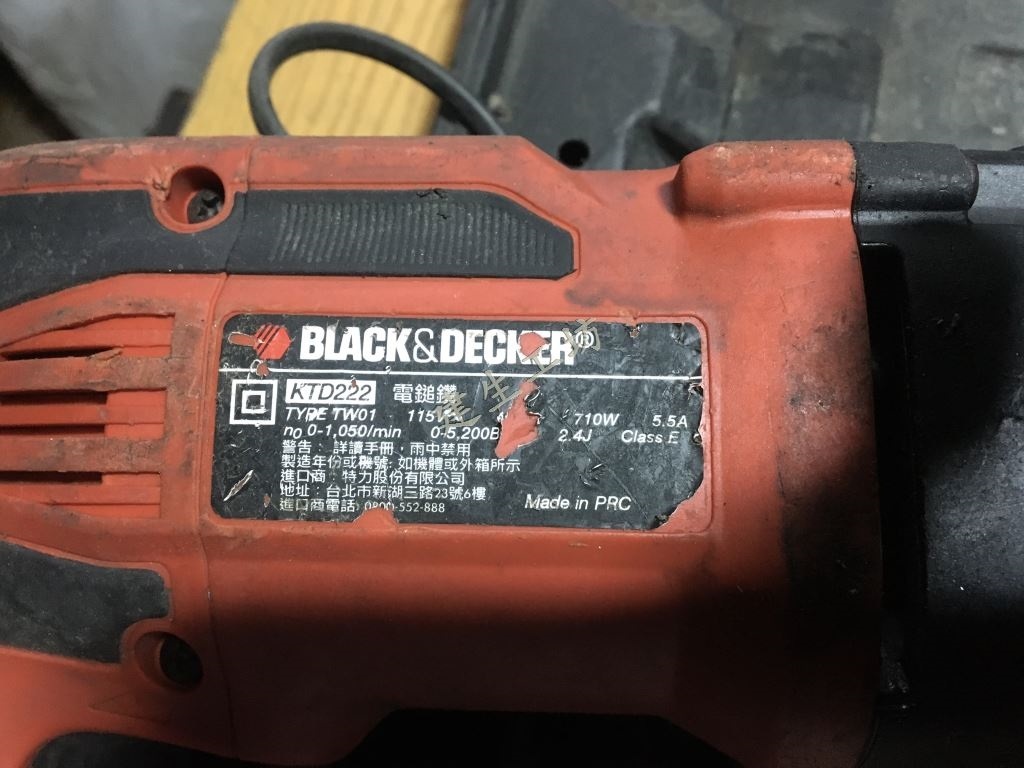 BLACK&DECKER®
KTD222 電鎚鑽
TYPE TW01 115V 710W 5.5A
no 0-1,050/min 0-5,200B 2.4J Class E
警告: 詳讀手冊, 雨中禁用
製造年份或機號: 如機體或外箱所示
進口商: 特力股份有限公司
地址: 台北市新湖三路23號6樓
進口商電話: 0800-552-888 Made in PRC